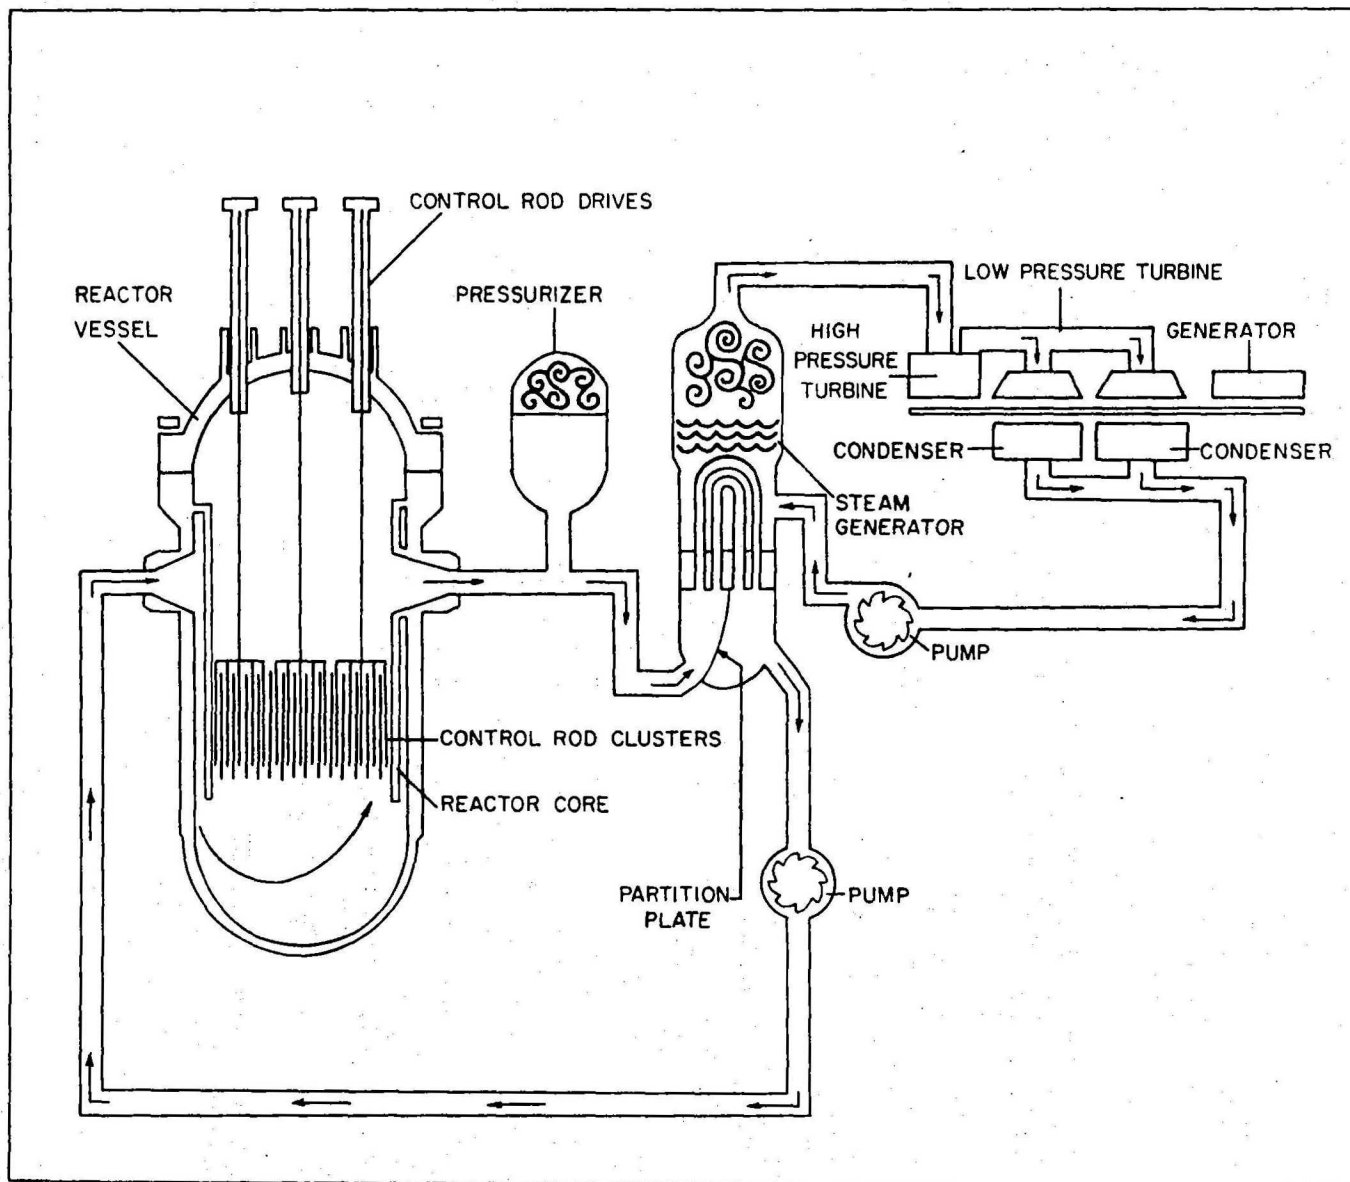 CONTROL ROD DRIVES
REACTOR
VESSEL
PRESSURIZER
LOW PRESSURE TURBINE
HIGH
PRESSURE
TURBINE
GENERATOR
CONDENSER
CONDENSER
STEAM
GENERATOR
PUMP
CONTROL ROD CLUSTERS
REACTOR CORE
PARTITION
PLATE
PUMP